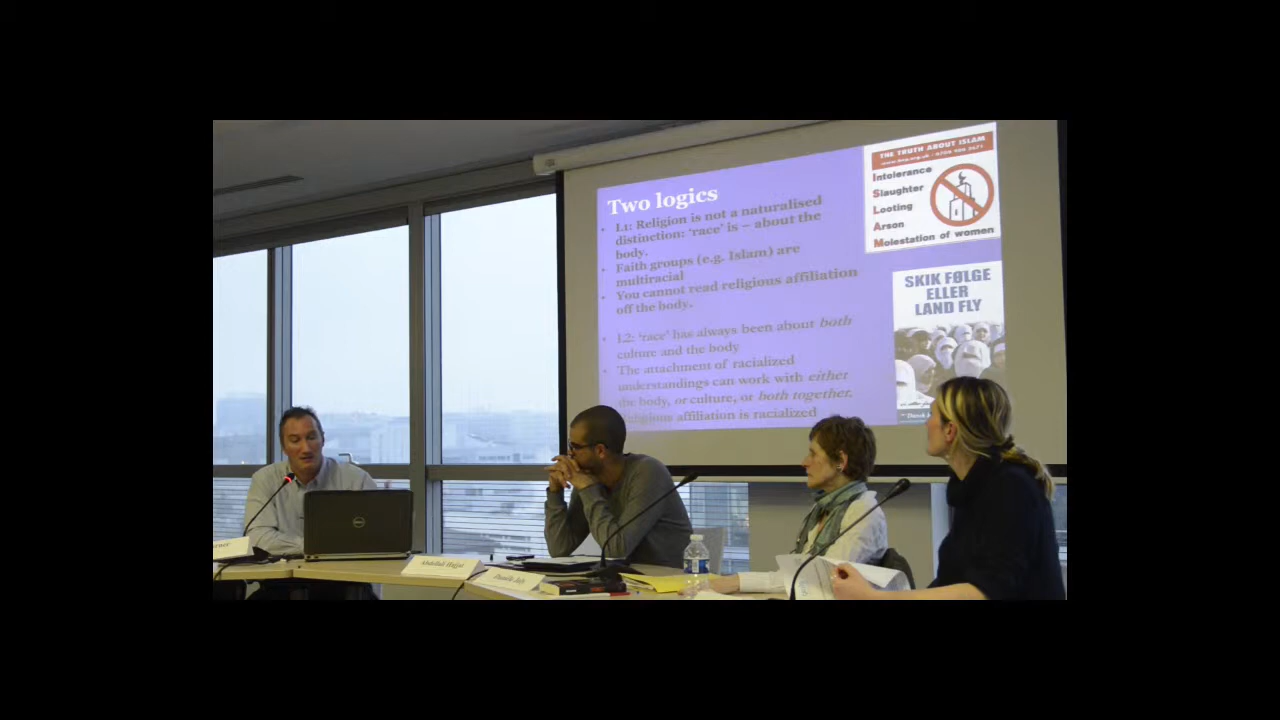 Two logics
• L1: Religion is not a naturalised
distinction: 'race' is – about the
body.
• Faith groups (e.g. Islam) are
multiracial
• You cannot read religious affiliation
off the body.
• L2: 'race' has always been about both
culture and the body
• The attachment of racialized
understandings can work with either
the body, or culture, or both together.
religious affiliation is racialized
THE TRUTH ABOUT ISLAM
Intolerance
Slaughter
Looting
Arson
Molestation of women
SKIK FØLGE
ELLER
LAND FLY
DELL
Abdellali Hajjat